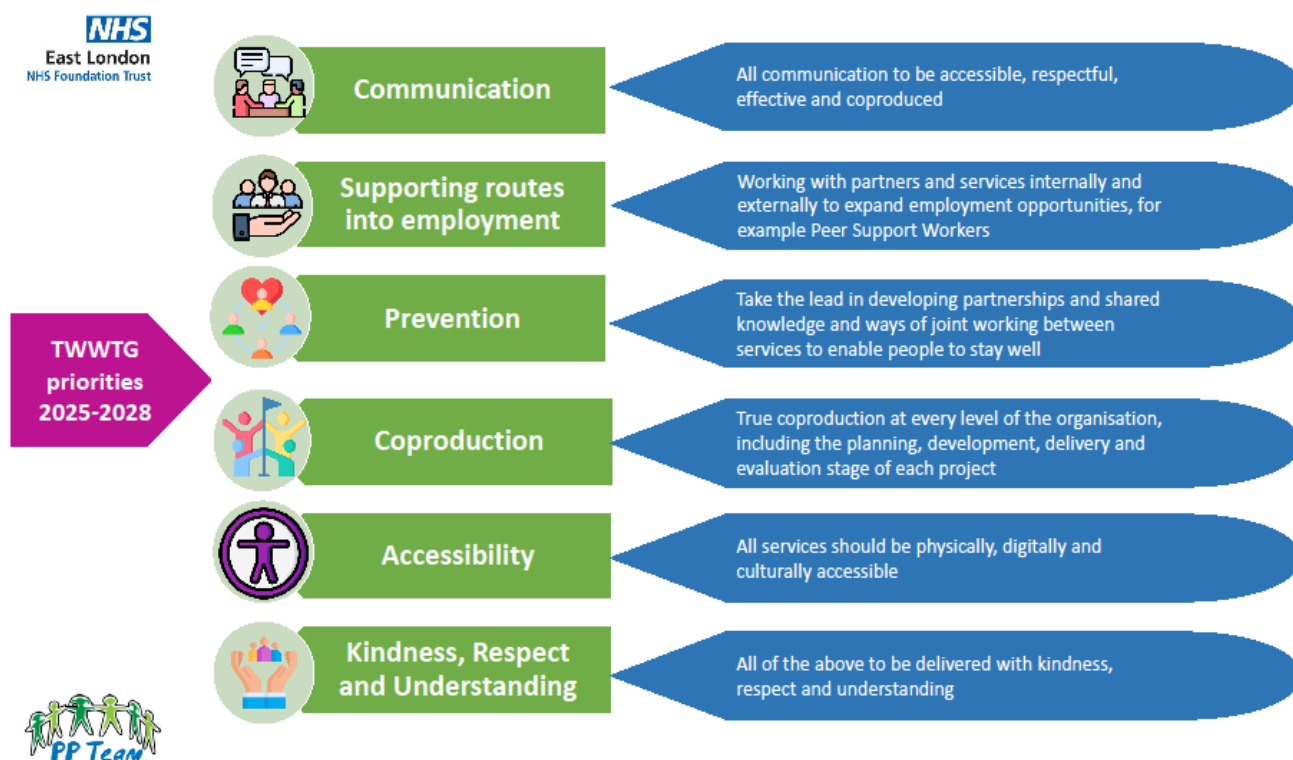 NHS
East London
NHS Foundation Trust
TWWTG
priorities
2025-2028
Communication
All communication to be accessible, respectful,
effective and coproduced
Supporting routes
into employment
Working with partners and services internally and
externally to expand employment opportunities, for
example Peer Support Workers
Prevention
Take the lead in developing partnerships and shared
knowledge and ways of joint working between
services to enable people to stay well
Coproduction
True coproduction at every level of the organisation,
including the planning, development, delivery and
evaluation stage of each project
Accessibility
All services should be physically, digitally and
culturally accessible
Kindness, Respect
and Understanding
All of the above to be delivered with kindness,
respect and understanding
PP Team